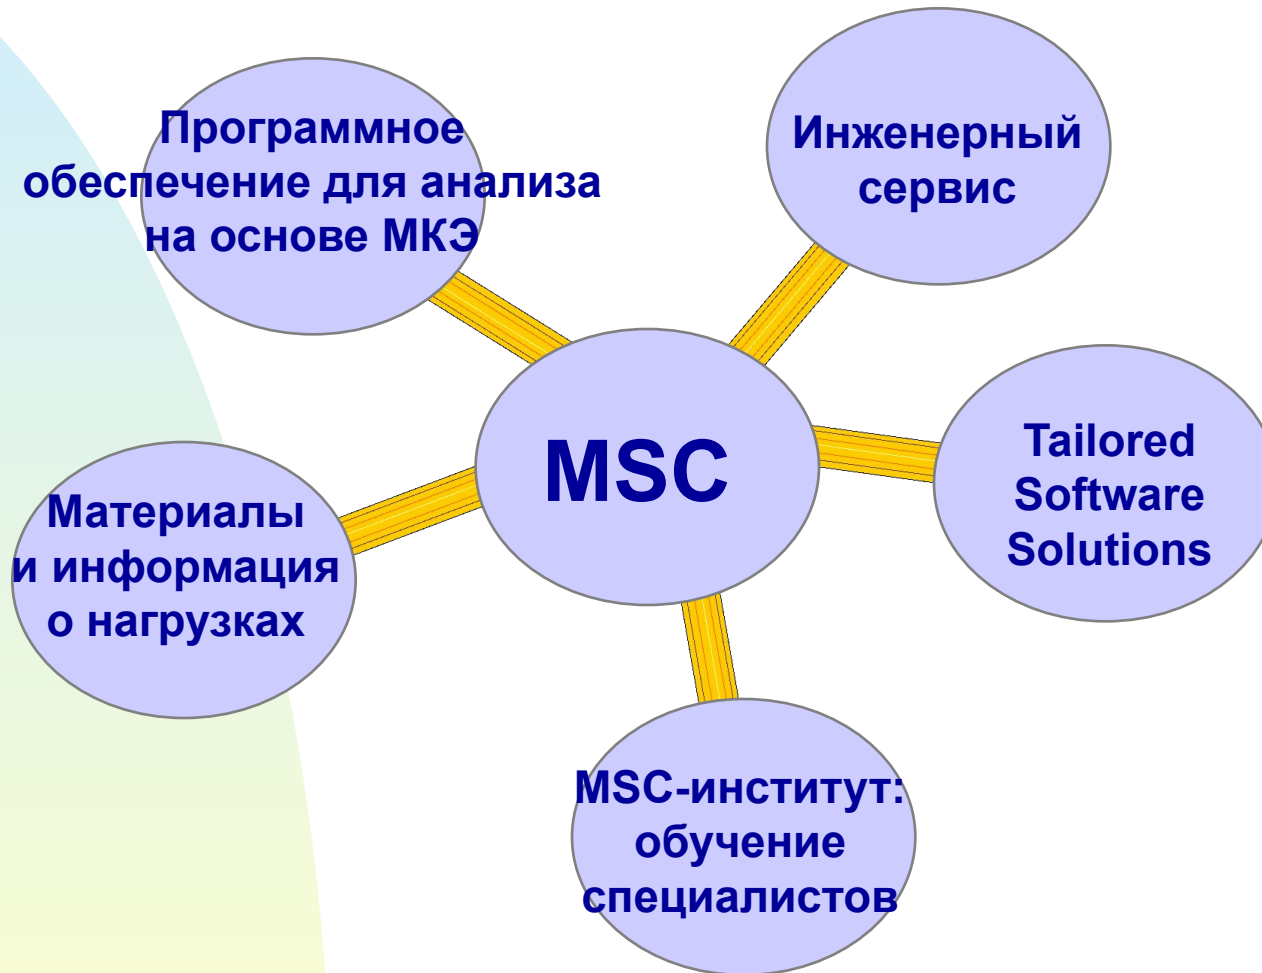 Программное
обеспечение для анализа
на основе МКЭ
Инженерный
сервис
MSC
Tailored
Software
Solutions
Материалы
и информация
о нагрузках
MSC-институт:
обучение
специалистов